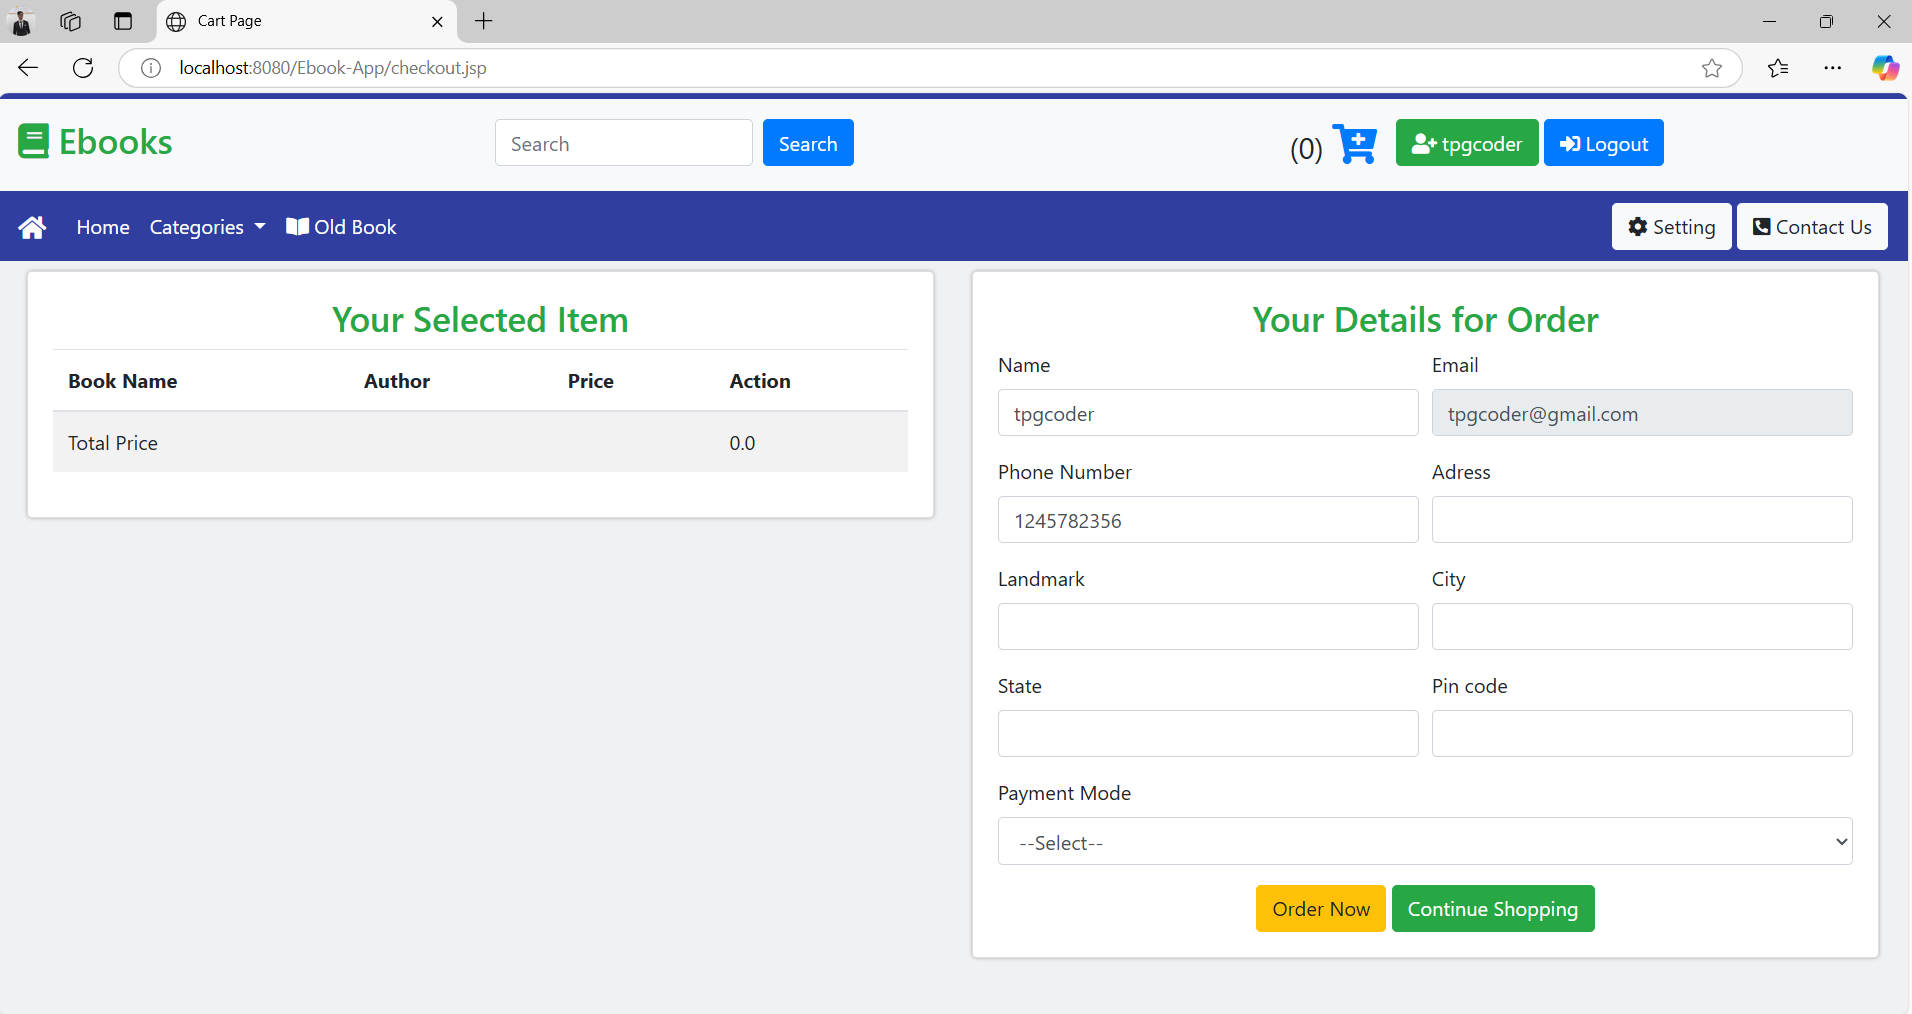 Cart Page
localhost:8080/Ebook-App/checkout.jsp
Ebooks
Search Search (0) tpgcoder Logout
Home Categories Old Book Setting Contact Us
Your Selected Item
Book Name Author Price Action
Total Price 0.0
Your Details for Order
Name Email
tpgcoder tpgcoder@gmail.com
Phone Number Adress
1245782356
Landmark City
State Pin code
Payment Mode
--Select--
Order Now Continue Shopping